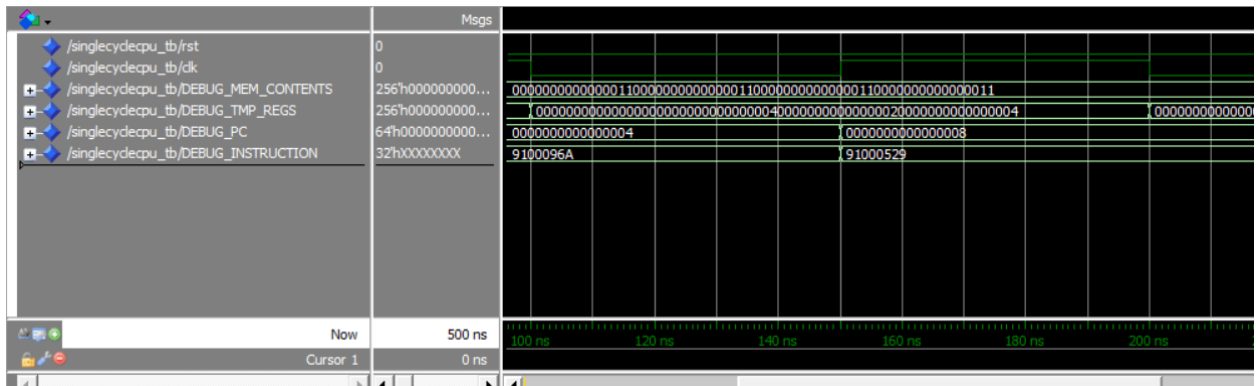 Msgs
/singlecyclecpu_tb/rst 0
/singlecyclecpu_tb/clk 0
/singlecyclecpu_tb/DEBUG_MEM_CONTENTS 256'h000000000...
/singlecyclecpu_tb/DEBUG_TMP_REGS 256'h000000000...
/singlecyclecpu_tb/DEBUG_PC 64'h0000000000... 0000000000000004 0000000000000008
/singlecyclecpu_tb/DEBUG_INSTRUCTION 32'hXXXXXXXX 9100096A 91000529
Now 500 ns 100 ns 120 ns 140 ns 160 ns 180 ns 200 ns
Cursor 1 0 ns